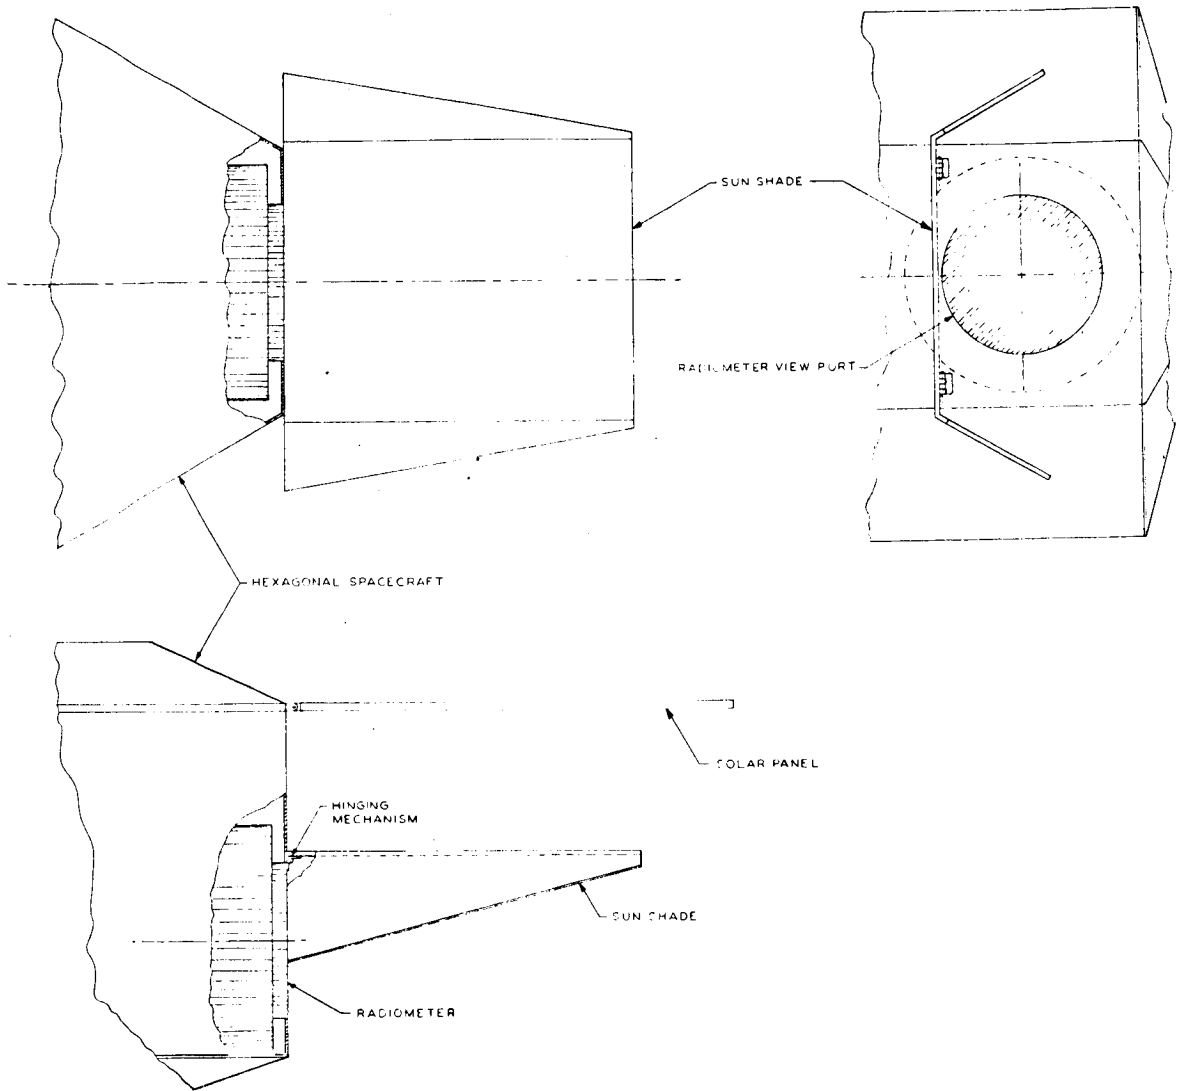 SUN SHADE
RADIOMETER VIEW PORT
HEXAGONAL SPACECRAFT
SOLAR PANEL
HINGING
MECHANISM
SUN SHADE
RADIOMETER